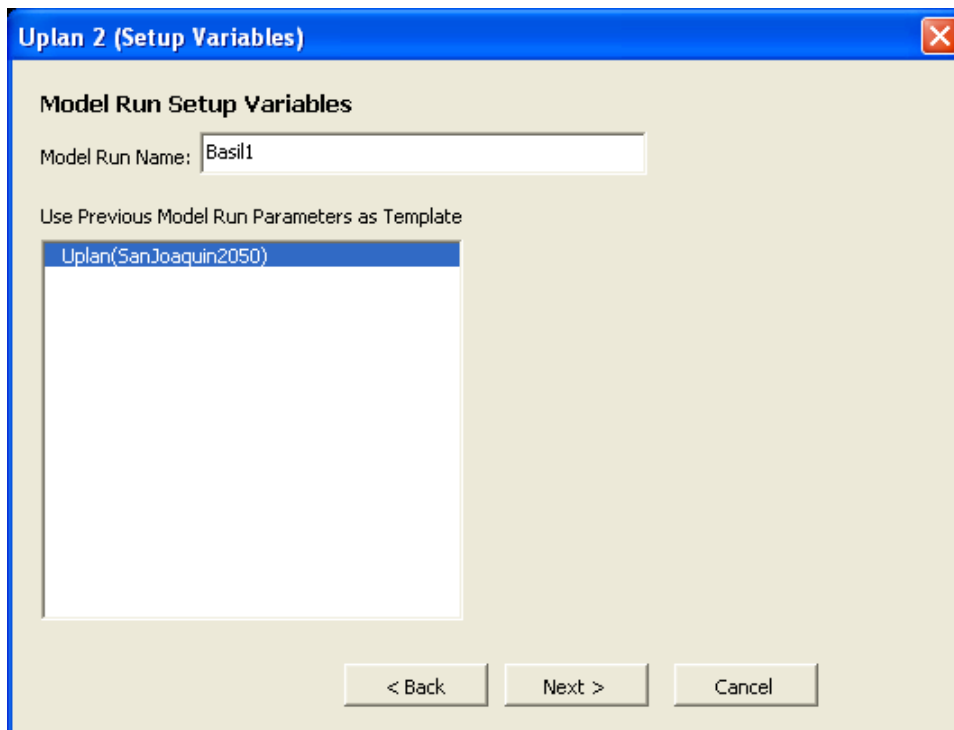 Uplan 2 (Setup Variables)
Model Run Setup Variables
Model Run Name: Basil1
Use Previous Model Run Parameters as Template
Uplan(SanJoaquin2050)
< Back Next > Cancel